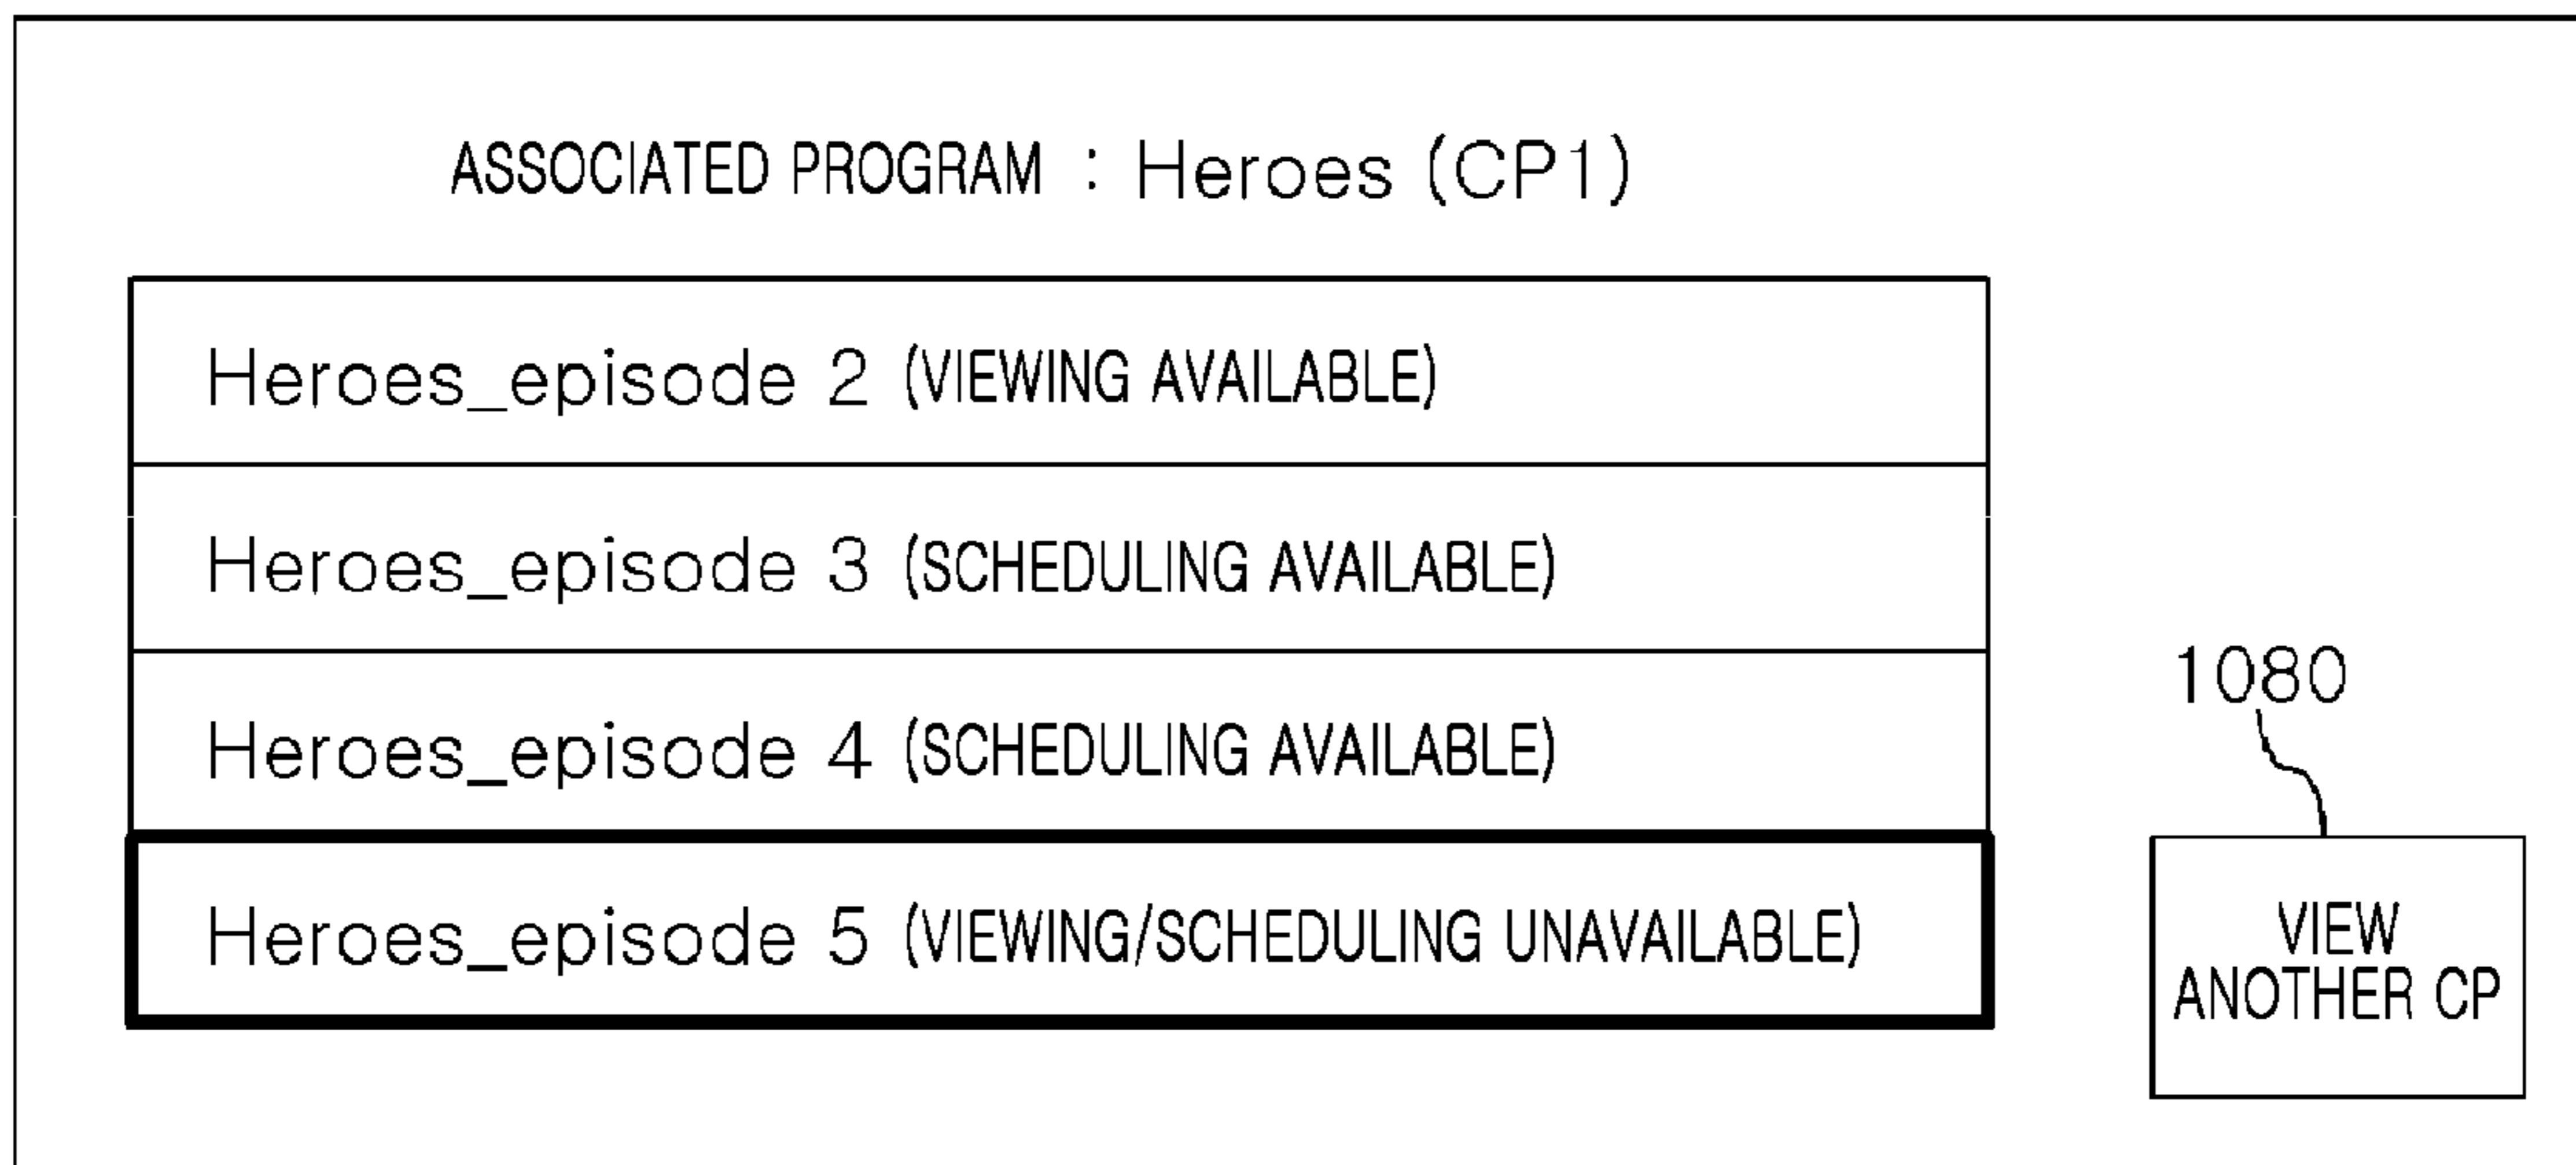 ASSOCIATED PROGRAM : Heroes (CP1)
Heroes_episode 2 (VIEWING AVAILABLE)
Heroes_episode 3 (SCHEDULING AVAILABLE)
Heroes_episode 4 (SCHEDULING AVAILABLE)
1080
Heroes_episode 5 (VIEWING/SCHEDULING UNAVAILABLE)
VIEW
ANOTHER CP